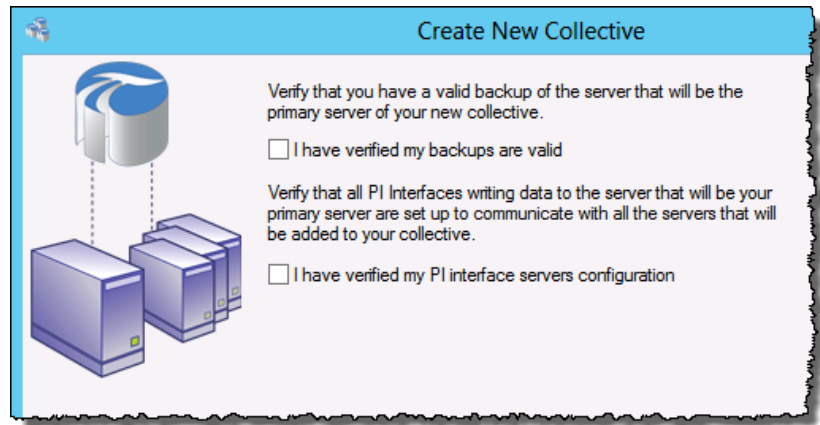 Create New Collective
Verify that you have a valid backup of the server that will be the
primary server of your new collective.
I have verified my backups are valid
Verify that all PI Interfaces writing data to the server that will be your
primary server are set up to communicate with all the servers that will
be added to your collective.
I have verified my PI interface servers configuration